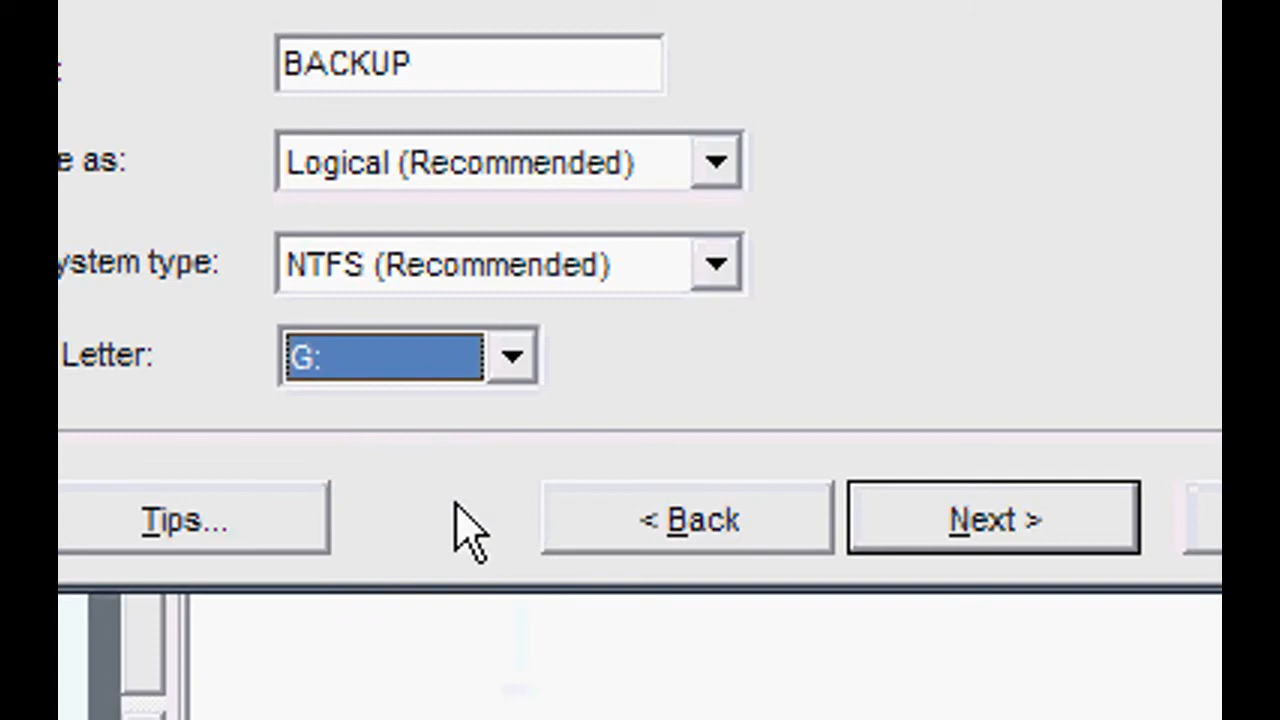 : BACKUP
e as: Logical (Recommended)
ystem type: NTFS (Recommended)
Letter: G:
Tips... < Back Next >